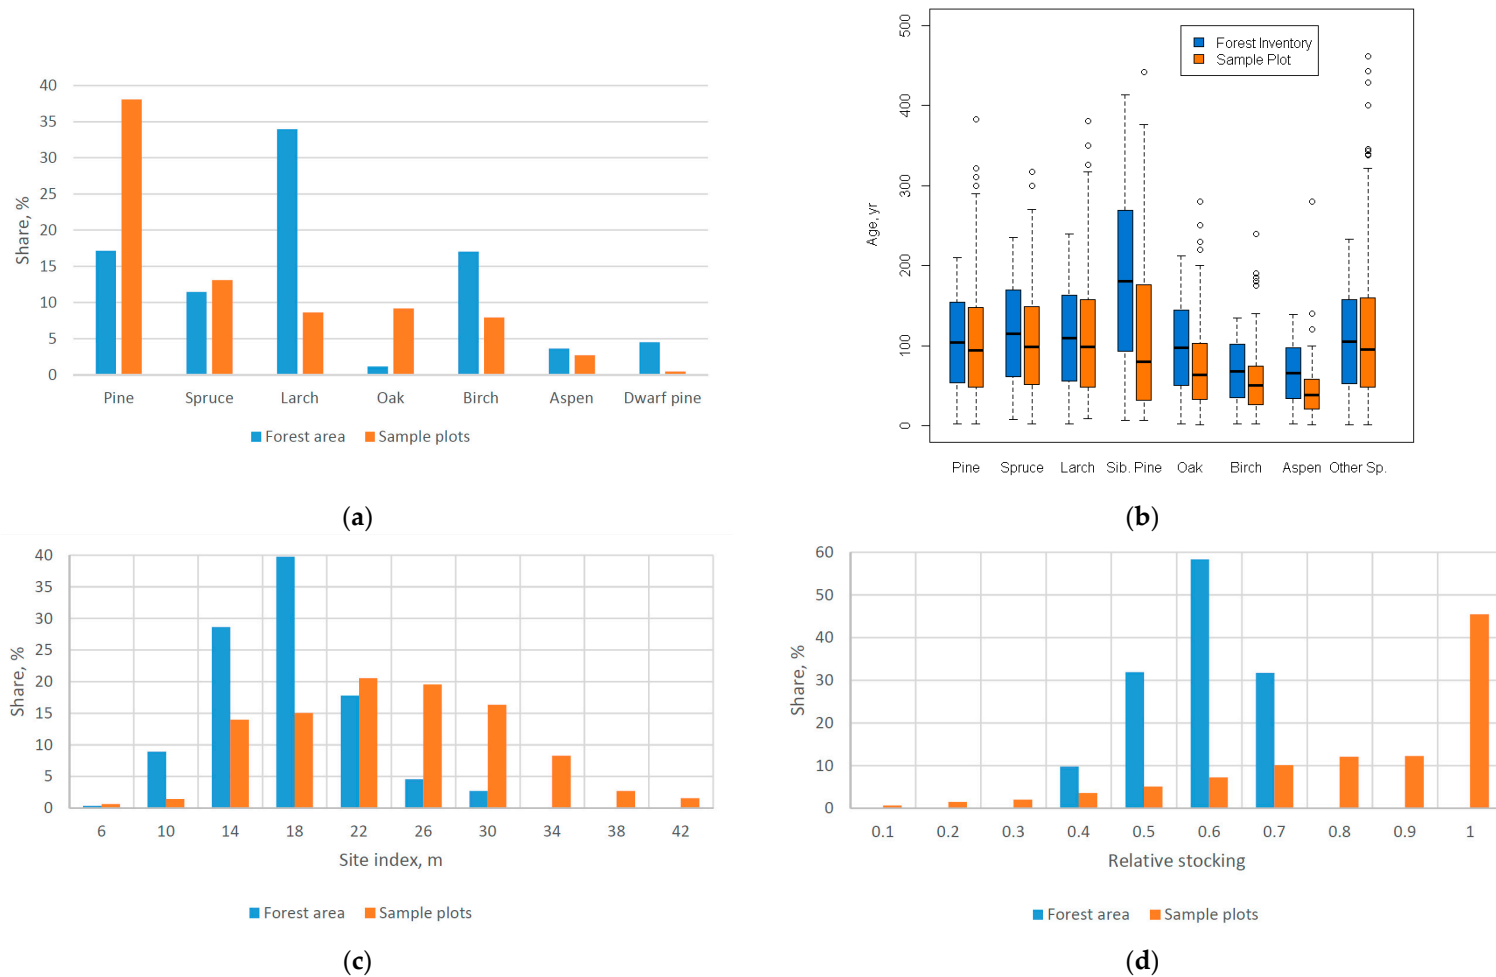 40
35
30
25
20
15
10
5
0
Share, %
Pine Spruce Larch Oak Birch Aspen Dwarf pine
Forest area Sample plots
(a)
500
400
300
200
100
0
Age, yr
Forest Inventory
Sample Plot
Pine Spruce Larch Sib. Pine Oak Birch Aspen Other Sp.
(b)
40
35
30
25
20
15
10
5
0
Share, %
6 10 14 18 22 26 30 34 38 42
Site index, m
Forest area Sample plots
(c)
60
50
40
30
20
10
0
Share, %
0.1 0.2 0.3 0.4 0.5 0.6 0.7 0.8 0.9 1
Relative stocking
Forest area Sample plots
(d)